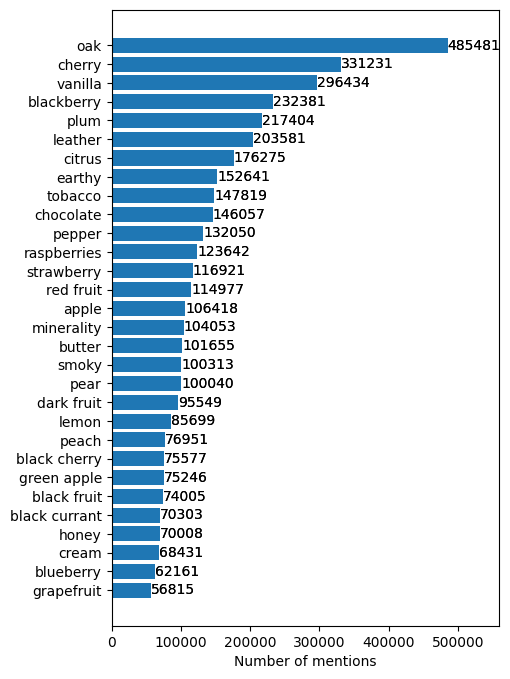 oak 485481
cherry 331231
vanilla 296434
blackberry 232381
plum 217404
leather 203581
citrus 176275
earthy 152641
tobacco 147819
chocolate 146057
pepper 132050
raspberries 123642
strawberry 116921
red fruit 114977
apple 106418
minerality 104053
butter 101655
smoky 100313
pear 100040
dark fruit 95549
lemon 85699
peach 76951
black cherry 75577
green apple 75246
black fruit 74005
black currant 70303
honey 70008
cream 68431
blueberry 62161
grapefruit 56815
0 100000 200000 300000 400000 500000
Number of mentions